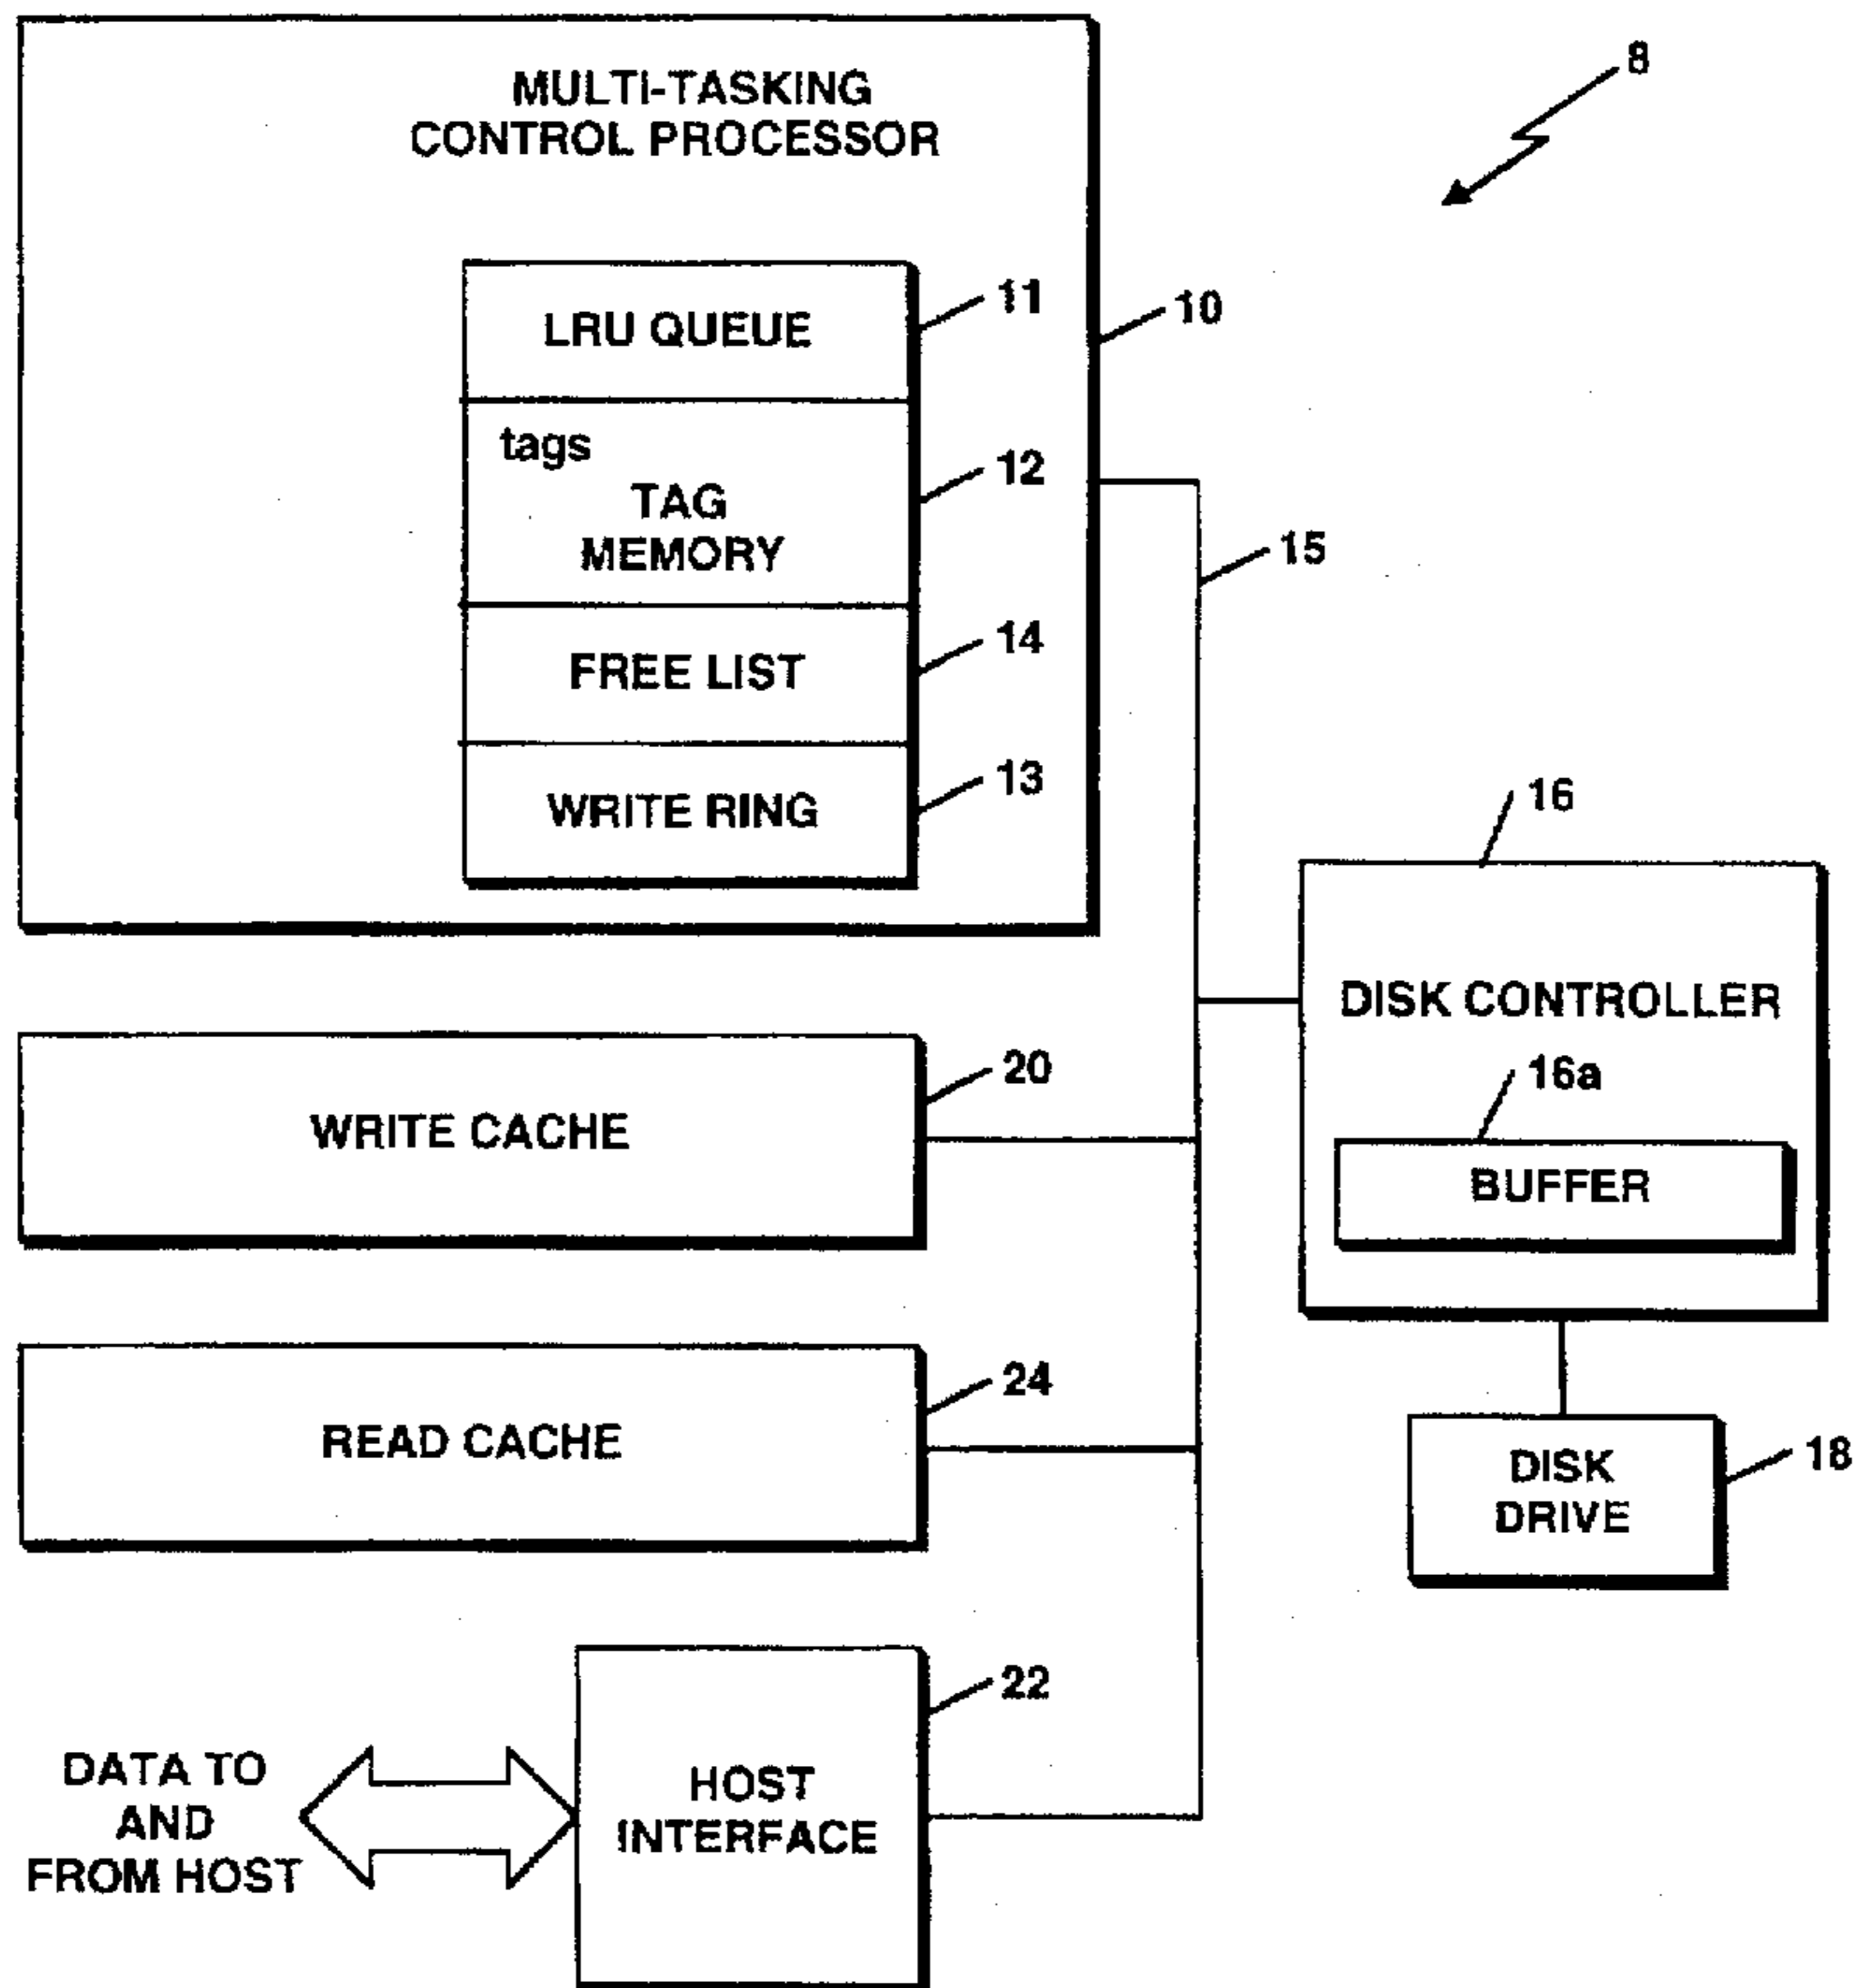 8
MULTI-TASKING
CONTROL PROCESSOR
10
LRU QUEUE
11
tags
TAG
MEMORY
12
FREE LIST
14
WRITE RING
13
15
16
DISK CONTROLLER
16a
BUFFER
WRITE CACHE
20
READ CACHE
24
DISK
DRIVE
18
DATA TO
AND
FROM HOST
HOST
INTERFACE
22